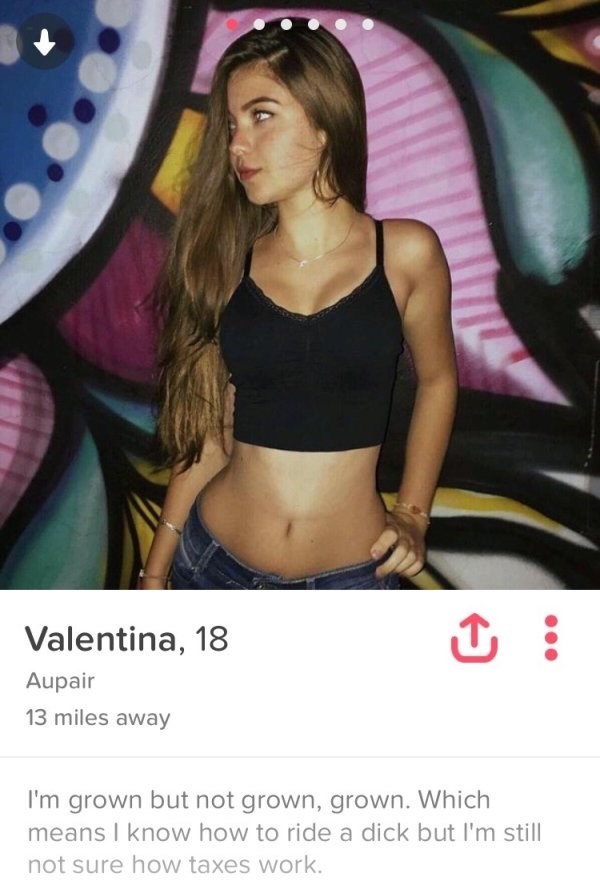 Valentina, 18
Aupair
13 miles away
I'm grown but not grown, grown. Which
means I know how to ride a dick but I'm still
not sure how taxes work.